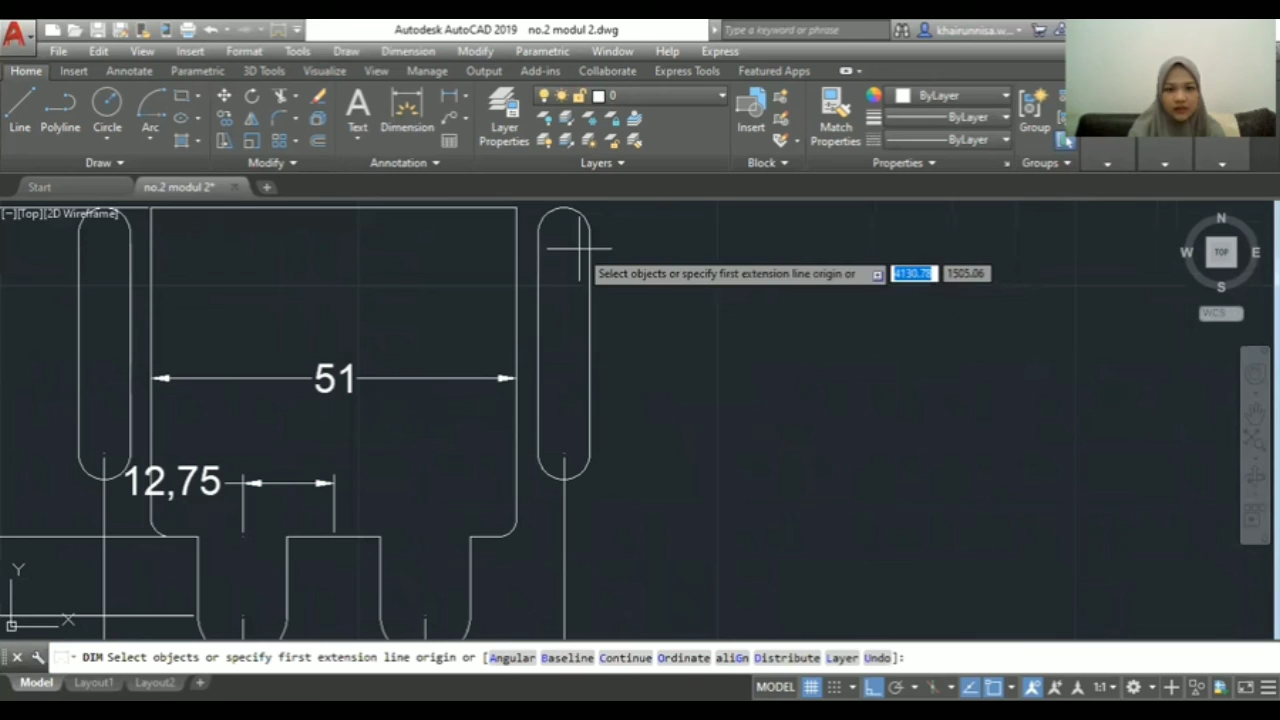 Autodesk AutoCAD 2019 no.2 modul 2.dwg
Type a keyword or phrase
khairunnisa.w...
File Edit View Insert Format Tools Draw Dimension Modify Parametric Window Help Express
Home Insert Annotate Parametric 3D Tools Visualize View Manage Output Add-ins Collaborate Express Tools Featured Apps
Line Polyline Circle Arc
Text Dimension
Layer Properties
0
Insert
Match Properties
ByLayer
ByLayer
ByLayer
Group
Draw Modify Annotation Layers Block Properties Groups
Start no.2 modul 2*
[−][Top][2D Wireframe]
N
W TOP E
S
WCS
Select objects or specify first extension line origin or 4130.78 1505.06
51
12,75
Y
X
DIM Select objects or specify first extension line origin or [Angular Baseline Continue Ordinate aliGn Distribute Layer Undo]:
Model Layout1 Layout2
MODEL 1:1